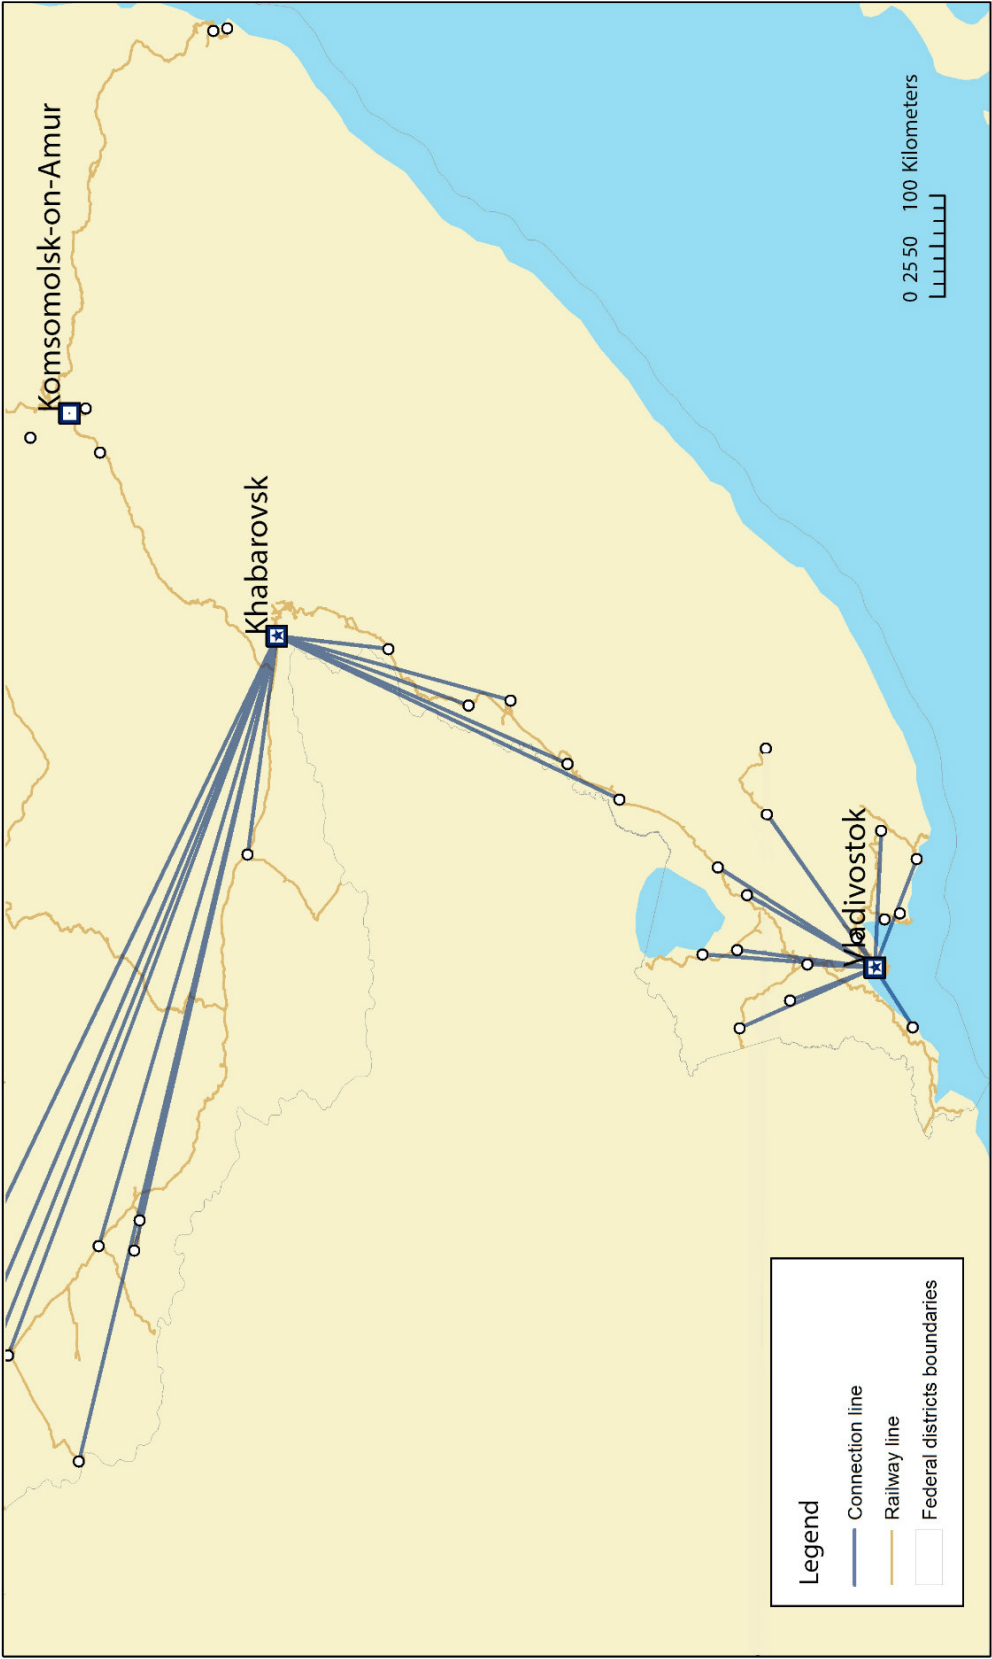 Komsomolsk-on-Amur
Khabarovsk
Vladivostok
0 25 50 100 Kilometers
Legend
Connection line
Railway line
Federal districts boundaries